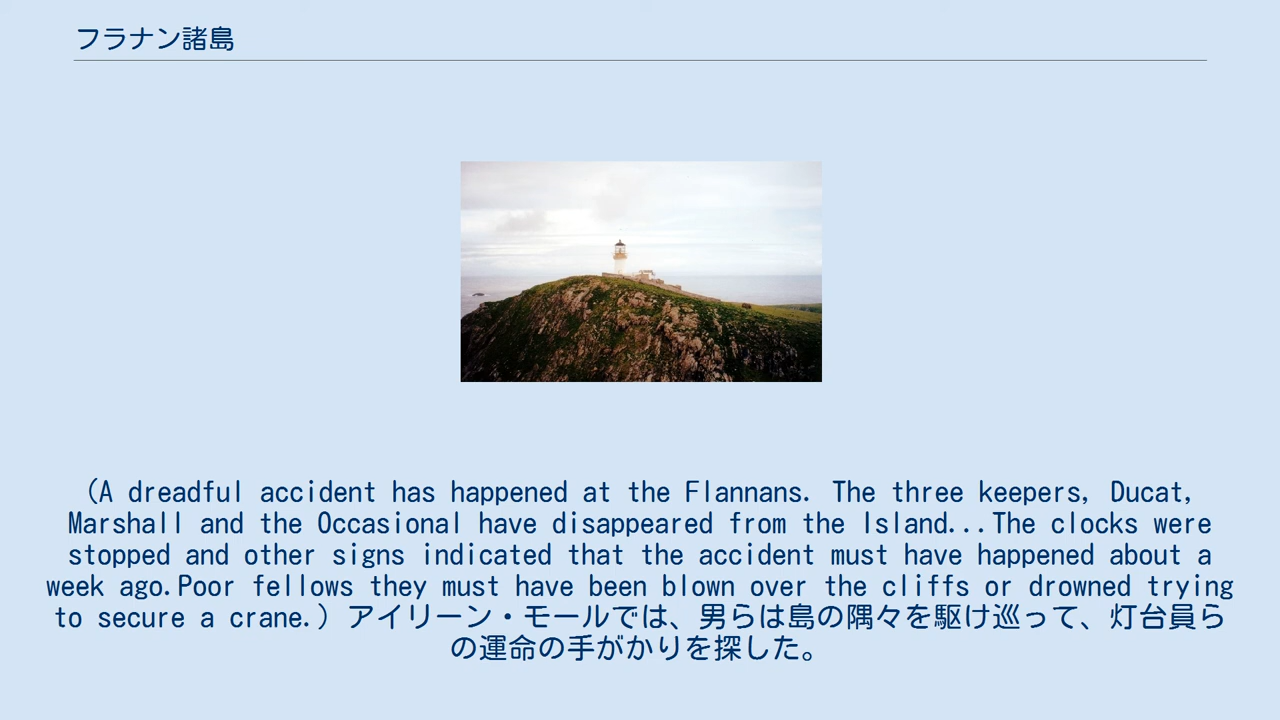 フラナン諸島
（A dreadful accident has happened at the Flannans. The three keepers, Ducat,
Marshall and the Occasional have disappeared from the Island...The clocks were
stopped and other signs indicated that the accident must have happened about a
week ago.Poor fellows they must have been blown over the cliffs or drowned trying
to secure a crane.）アイリーン・モールでは、男らは島の隅々を駆け巡って、灯台員ら
の運命の手がかりを探した。